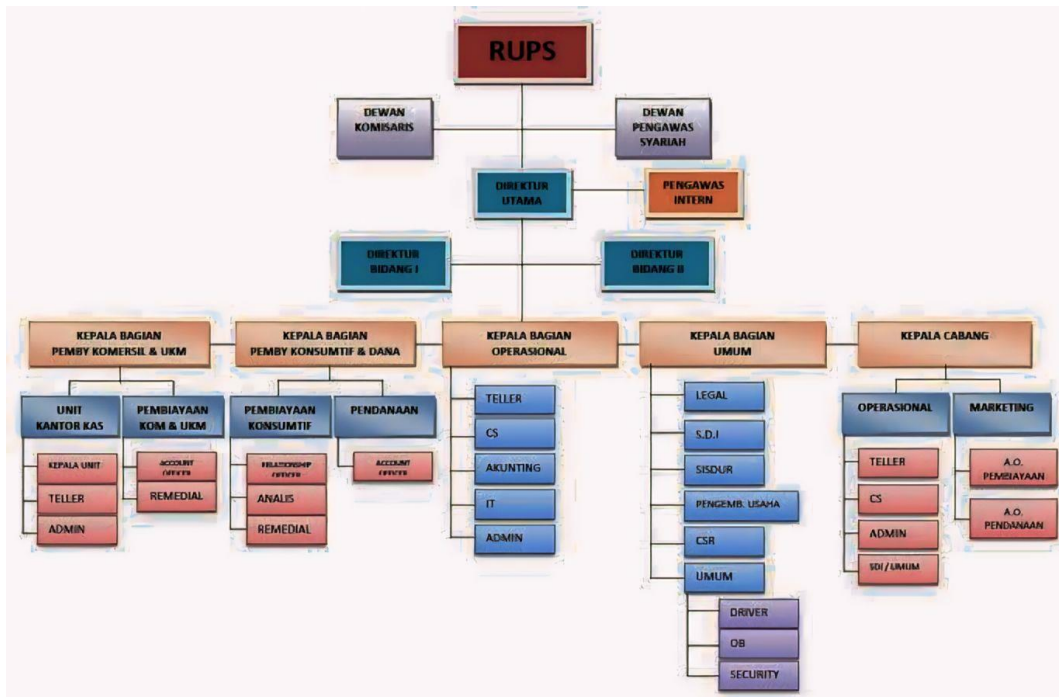 RUPS
DEWAN
KOMISARIS
DEWAN
PENGAWAS
SYARIAH
DIREKTUR
UTAMA
PENGAWAS
INTERN
DIREKTUR
BIDANG I
DIREKTUR
BIDANG II
KEPALA BAGIAN
PEMBY KOMERSIL & UKM
KEPALA BAGIAN
PEMBY KONSUMTIF & DANA
KEPALA BAGIAN
OPERASIONAL
KEPALA BAGIAN
UMUM
KEPALA CABANG
UNIT
KANTOR KAS
PEMBIAYAAN
KOM & UKM
PEMBIAYAAN
KONSUMTIF
PENDANAAN
OPERASIONAL
MARKETING
KEPALA UNIT
TELLER
ADMIN
ACCOUNT
OFFICER
REMEDIAL
RELATIONSHIP
OFFICER
ANALIS
REMEDIAL
ACCOUNT
OFFICER
TELLER
CS
AKUNTING
IT
ADMIN
LEGAL
S.D.I
SISDUR
PENGEMB. USAHA
CSR
UMUM
DRIVER
OB
SECURITY
TELLER
CS
ADMIN
SDI / UMUM
A.O.
PEMBIAYAAN
A.O.
PENDANAAN